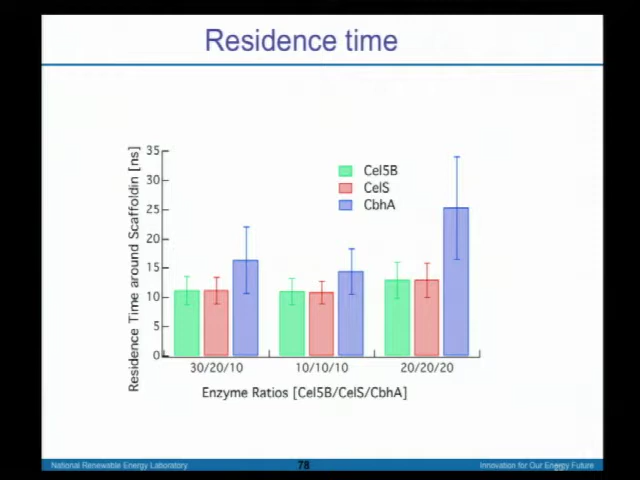 Residence time
Residence Time around Scaffoldin [ns]
35
30
25
20
15
10
5
0
Cel5B
CelS
CbhA
30/20/10
10/10/10
20/20/20
Enzyme Ratios [Cel5B/CelS/CbhA]
National Renewable Energy Laboratory
78
Innovation for Our Energy Future